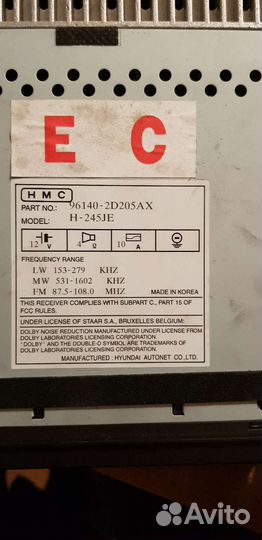 E C
HMC
PART NO.: 96140-2D205AX
MODEL: H-245JE
12 V 4 Ω 10 A
FREQUENCY RANGE
LW 153-279 KHZ
MW 531-1602 KHZ
FM 87.5-108.0 MHZ MADE IN KOREA
THIS RECEIVER COMPLIES WITH SUBPART C, PART 15 OF
FCC RULES.
UNDER LICENSE OF STAAR S.A., BRUXELLES BELGIUM:
DOLBY NOISE REDUCTION MANUFACTURED UNDER LICENSE FROM
DOLBY LABORATORIES LICENSING CORPORATION.
"DOLBY" AND THE DOUBLE-D SYMBOL ARE TRADEMARKS OF
DOLBY LABORATORIES LICENSING CORPORATION.
MANUFACTURED : HYUNDAI AUTONET CO.,LTD.
Avito